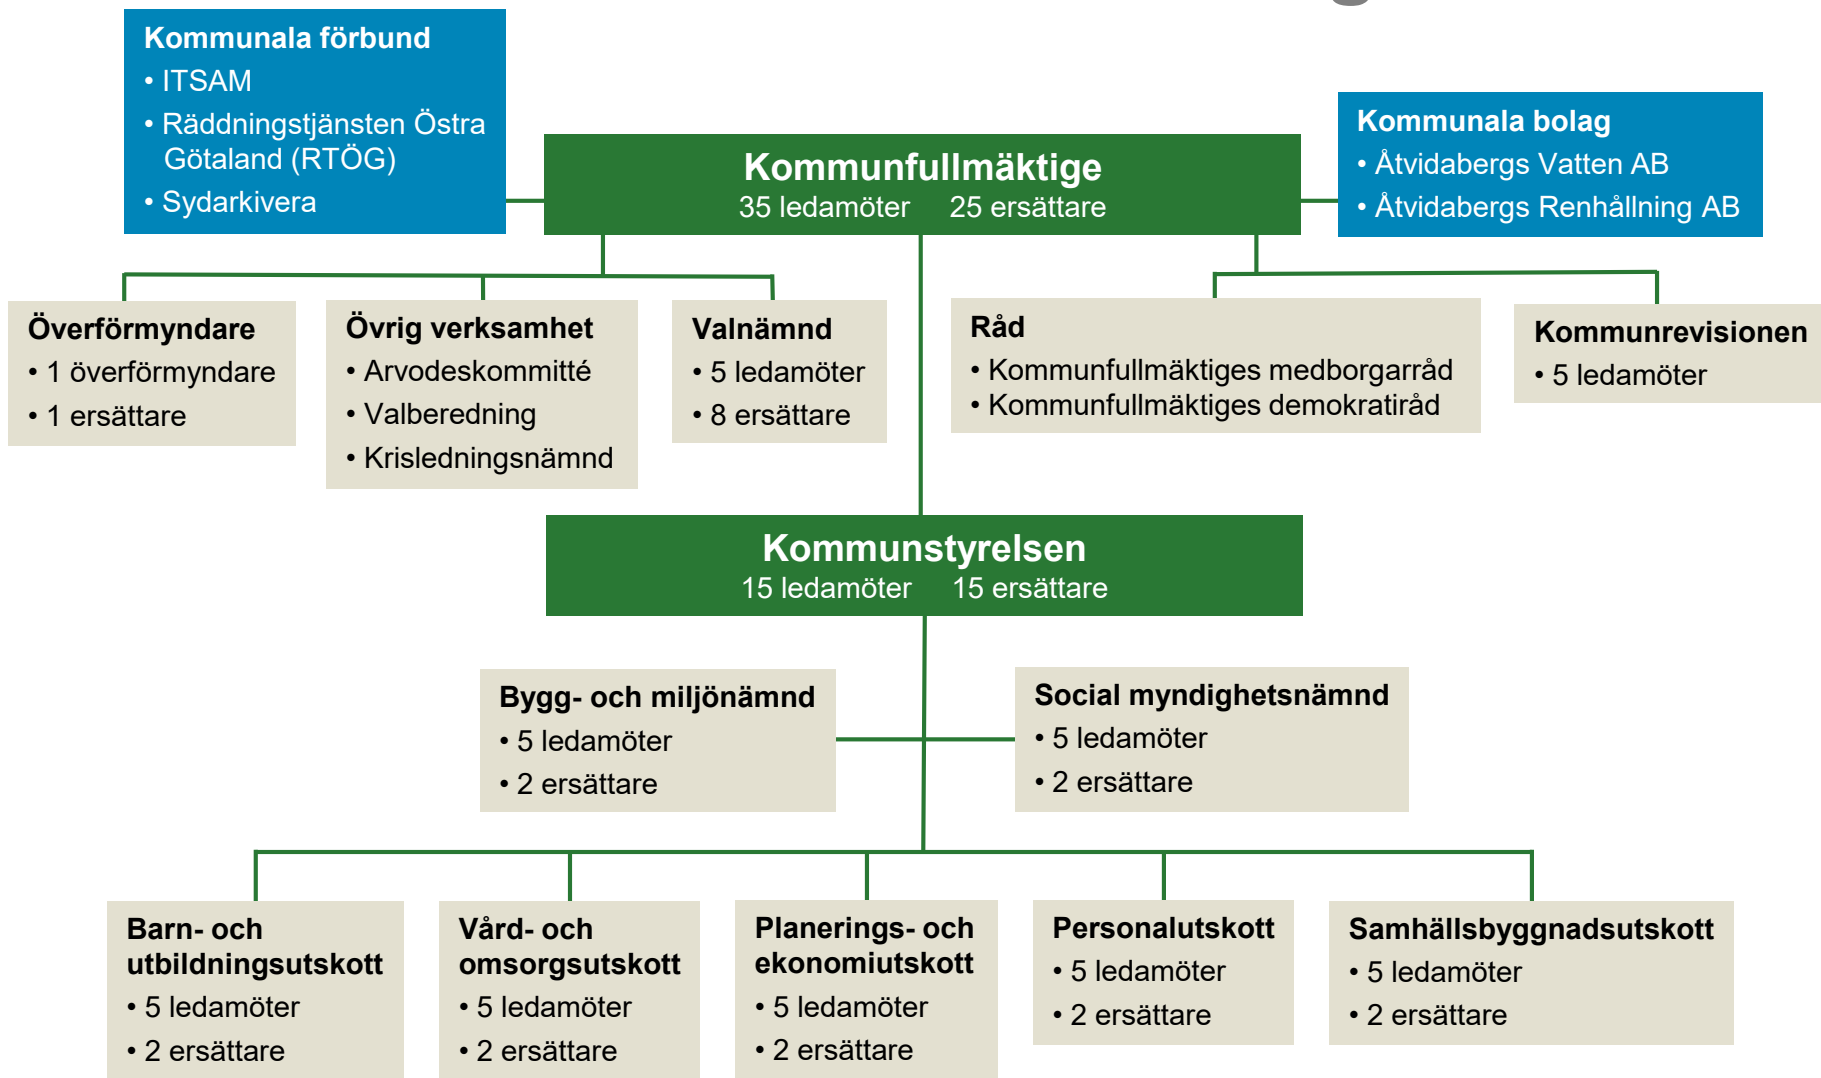 Kommunala förbund
• ITSAM
• Räddningstjänsten Östra
Götaland (RTÖG)
• Sydarkivera
Kommunfullmäktige
35 ledamöter 25 ersättare
Kommunala bolag
• Åtvidabergs Vatten AB
• Åtvidabergs Renhållning AB
Överförmyndare
• 1 överförmyndare
• 1 ersättare
Övrig verksamhet
• Arvodeskommitté
• Valberedning
• Krisledningsnämnd
Valnämnd
• 5 ledamöter
• 8 ersättare
Råd
• Kommunfullmäktiges medborgarråd
• Kommunfullmäktiges demokratiråd
Kommunrevisionen
• 5 ledamöter
Kommunstyrelsen
15 ledamöter 15 ersättare
Bygg- och miljönämnd
• 5 ledamöter
• 2 ersättare
Social myndighetsnämnd
• 5 ledamöter
• 2 ersättare
Barn- och
utbildningsutskott
• 5 ledamöter
• 2 ersättare
Vård- och
omsorgsutskott
• 5 ledamöter
• 2 ersättare
Planerings- och
ekonomiutskott
• 5 ledamöter
• 2 ersättare
Personalutskott
• 5 ledamöter
• 2 ersättare
Samhällsbyggnadsutskott
• 5 ledamöter
• 2 ersättare